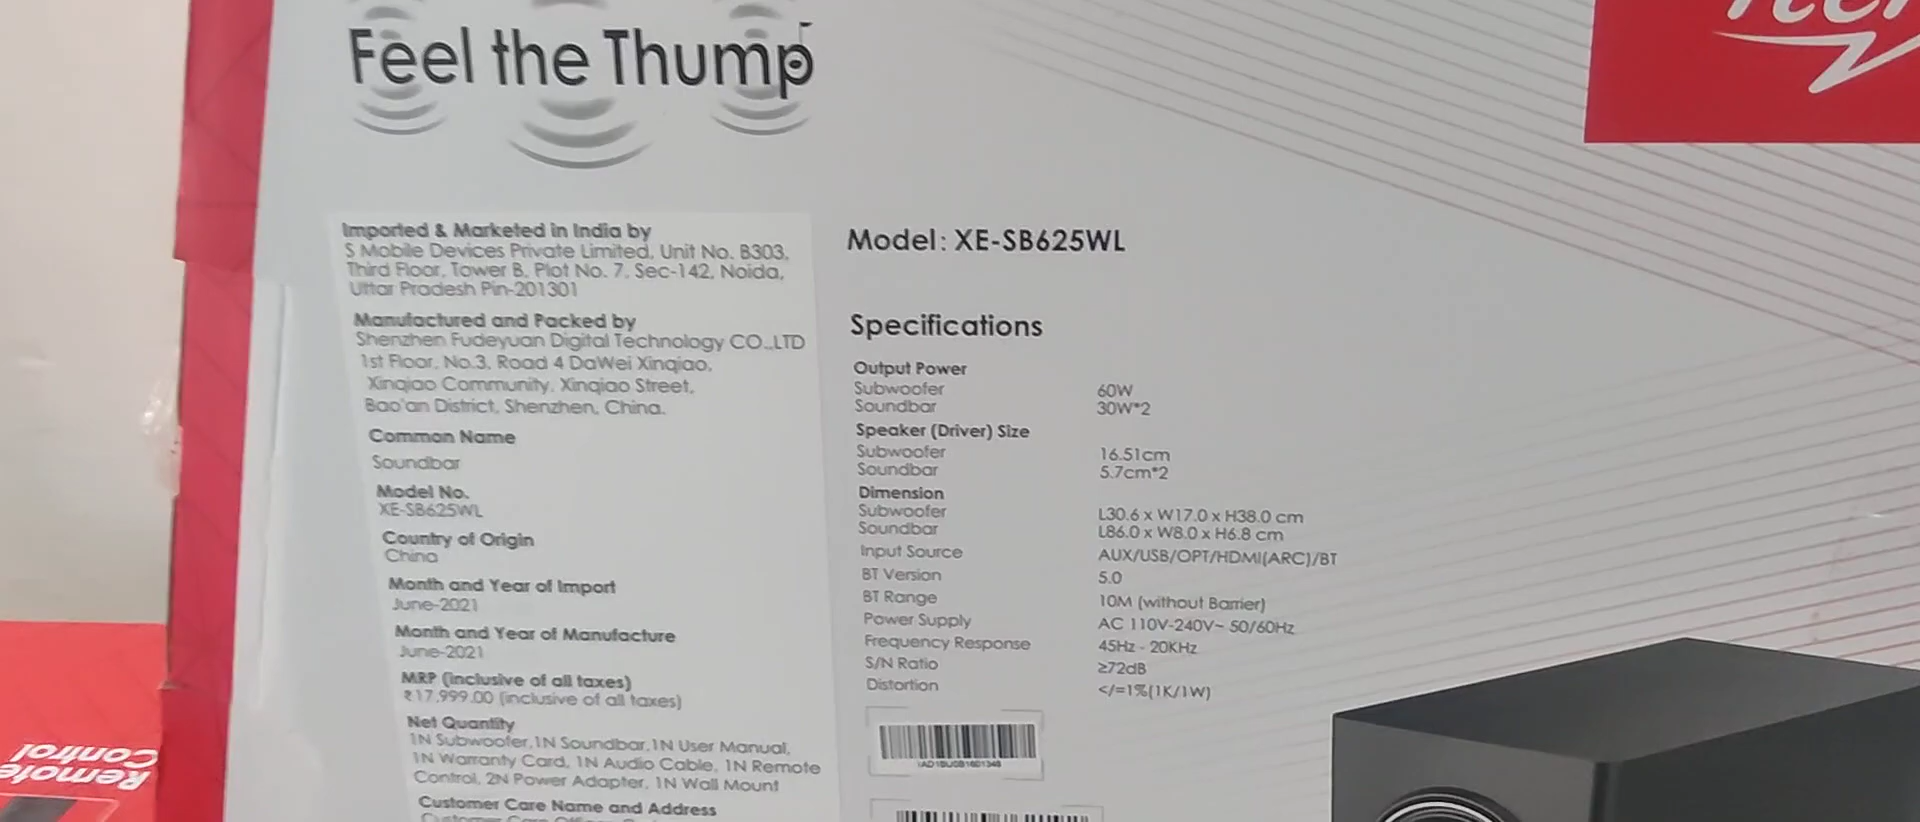 Feel the Thump
Imported & Marketed in India by
S Mobile Devices Private Limited, Unit No. B303,
Third Floor, Tower B, Plot No. 7, Sec-142, Noida,
Uttar Pradesh Pin-201301
Manufactured and Packed by
Shenzhen Fudeyuan Digital Technology CO.,LTD
1st Floor, No.3, Road 4 DaWei Xinqiao,
Xinqiao Community, Xinqiao Street,
Bao'an District, Shenzhen, China.
Common Name
Soundbar
Model No.
XE-SB625WL
Country of Origin
China
Month and Year of Import
June-2021
Month and Year of Manufacture
June-2021
MRP (inclusive of all taxes)
₹17,999.00 (inclusive of all taxes)
Net Quantity
1N Subwoofer,1N Soundbar,1N User Manual,
1N Warranty Card, 1N Audio Cable, 1N Remote
Control, 2N Power Adapter, 1N Wall Mount
Customer Care Name and Address
Model: XE-SB625WL
Specifications
Output Power
Subwoofer 60W
Soundbar 30W*2
Speaker (Driver) Size
Subwoofer 16.51cm
Soundbar 5.7cm*2
Dimension
Subwoofer L30.6 x W17.0 x H38.0 cm
Soundbar L86.0 x W8.0 x H6.8 cm
Input Source AUX/USB/OPT/HDMI(ARC)/BT
BT Version 5.0
BT Range 10M (without Barrier)
Power Supply AC 110V-240V~ 50/60Hz
Frequency Response 45Hz - 20KHz
S/N Ratio ≥72dB
Distortion </=1%(1K/1W)
Remote
Control